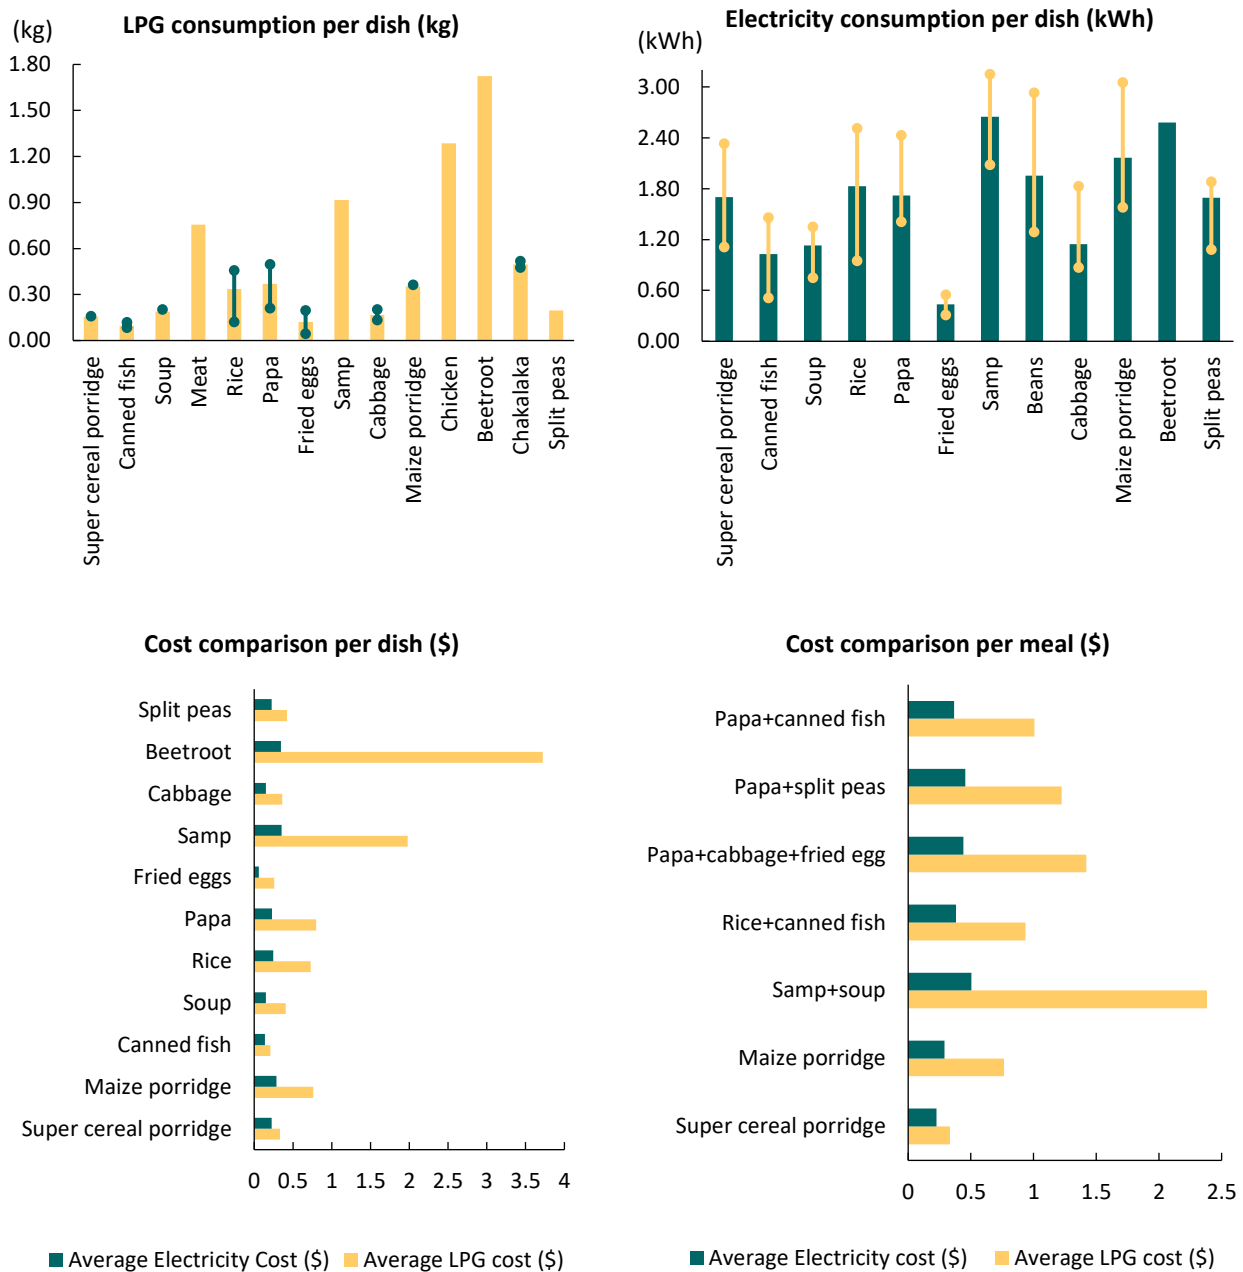 LPG consumption per dish (kg)
(kg)
1.80
1.50
1.20
0.90
0.60
0.30
0.00
Super cereal porridge
Canned fish
Soup
Meat
Rice
Papa
Fried eggs
Samp
Cabbage
Maize porridge
Chicken
Beetroot
Chakalaka
Split peas
Electricity consumption per dish (kWh)
(kWh)
3.00
2.40
1.80
1.20
0.60
0.00
Super cereal porridge
Canned fish
Soup
Rice
Papa
Fried eggs
Samp
Beans
Cabbage
Maize porridge
Beetroot
Split peas
Cost comparison per dish ($)
Split peas
Beetroot
Cabbage
Samp
Fried eggs
Papa
Rice
Soup
Canned fish
Maize porridge
Super cereal porridge
0 0.5 1 1.5 2 2.5 3 3.5 4
Average Electricity Cost ($) Average LPG cost ($)
Cost comparison per meal ($)
Papa+canned fish
Papa+split peas
Papa+cabbage+fried egg
Rice+canned fish
Samp+soup
Maize porridge
Super cereal porridge
0 0.5 1 1.5 2 2.5
Average Electricity cost ($) Average LPG cost ($)